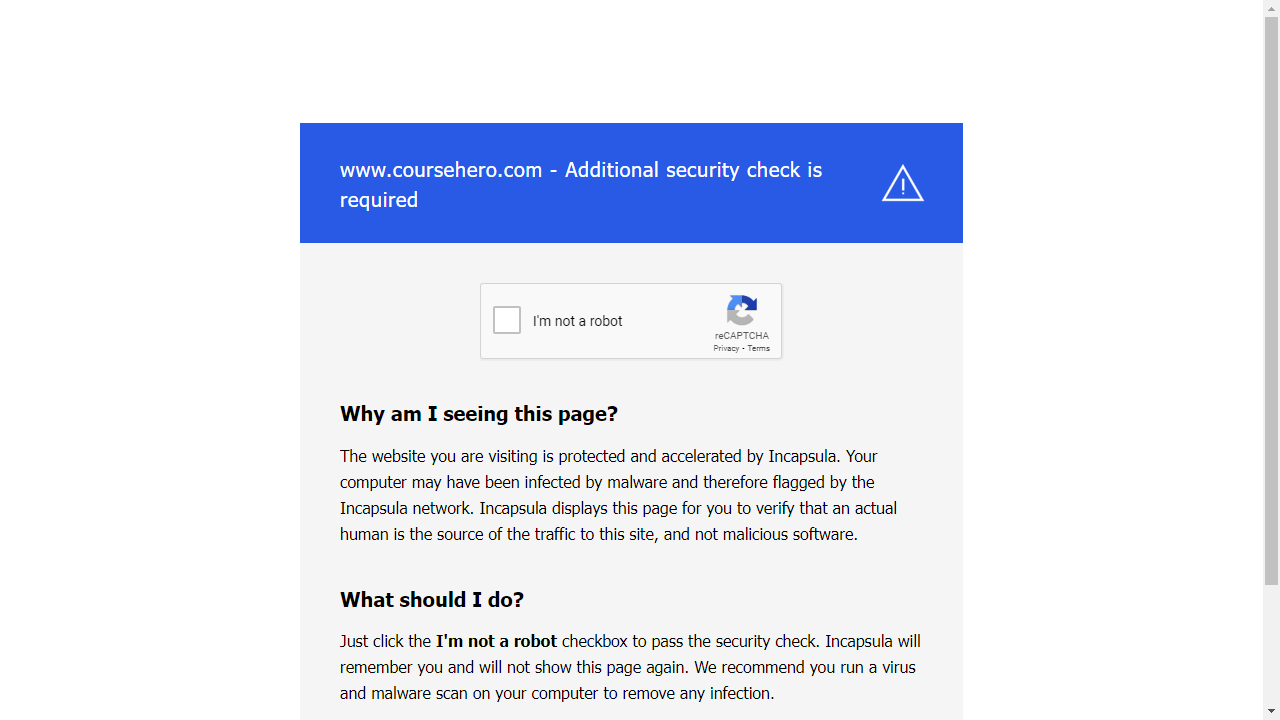 www.coursehero.com - Additional security check is
required
I'm not a robot
reCAPTCHA
Privacy - Terms
Why am I seeing this page?
The website you are visiting is protected and accelerated by Incapsula. Your
computer may have been infected by malware and therefore flagged by the
Incapsula network. Incapsula displays this page for you to verify that an actual
human is the source of the traffic to this site, and not malicious software.
What should I do?
Just click the I'm not a robot checkbox to pass the security check. Incapsula will
remember you and will not show this page again. We recommend you run a virus
and malware scan on your computer to remove any infection.